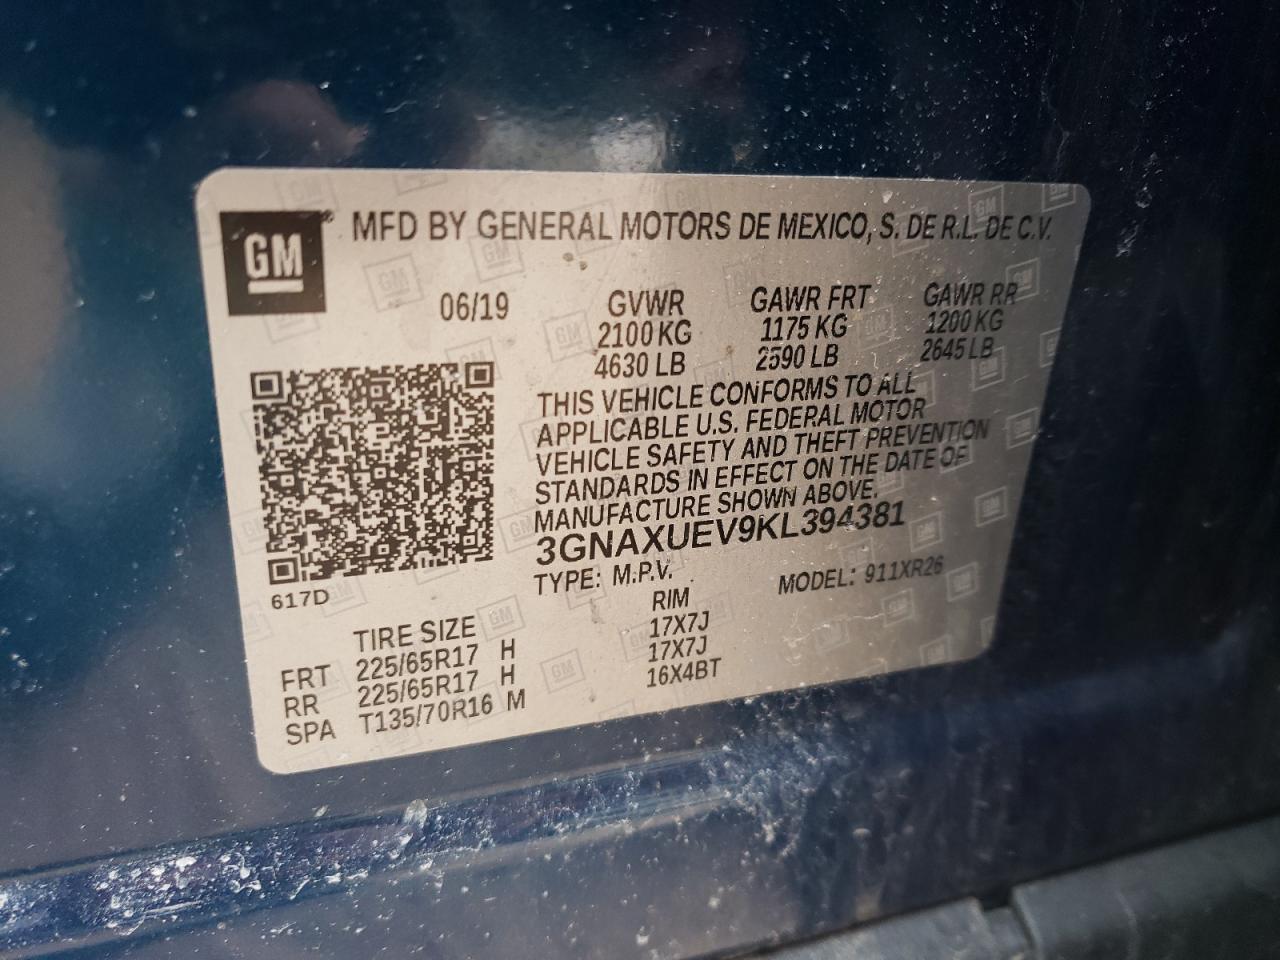 GM ® MFD BY GENERAL MOTORS DE MEXICO, S. DE R.L. DE C.V.
06/19 GVWR GAWR FRT GAWR RR
2100 KG 1175 KG 1200 KG
4630 LB 2590 LB 2645 LB
THIS VEHICLE CONFORMS TO ALL
APPLICABLE U.S. FEDERAL MOTOR
VEHICLE SAFETY AND THEFT PREVENTION
STANDARDS IN EFFECT ON THE DATE OF
MANUFACTURE SHOWN ABOVE.
3GNAXUEV9KL394381
TYPE: M.P.V. MODEL: 911XR26
617D
TIRE SIZE RIM
FRT 225/65R17 H 17X7J
RR 225/65R17 H 17X7J
SPA T135/70R16 M 16X4BT